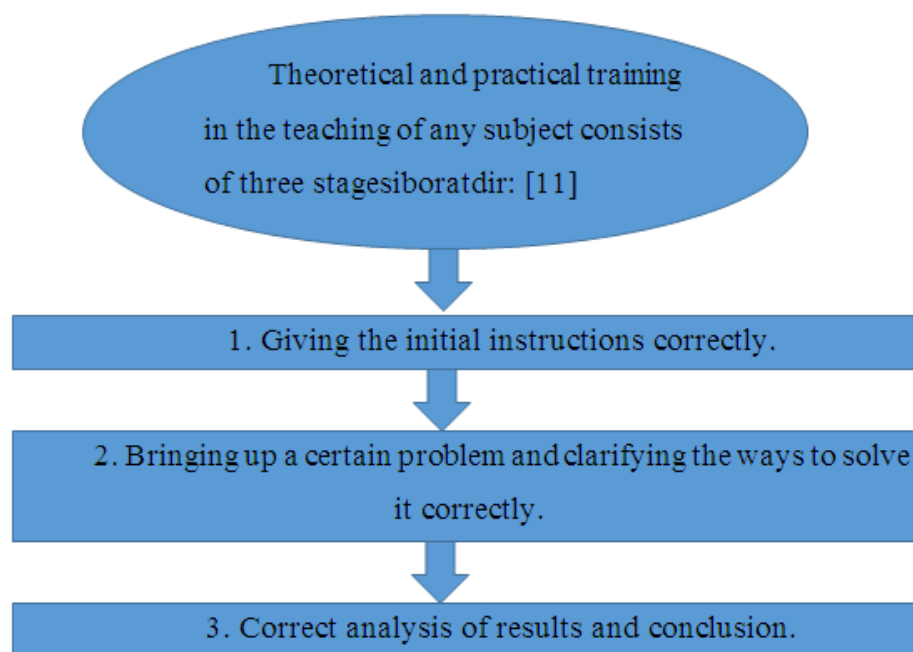 Theoretical and practical training
in the teaching of any subject consists
of three stagesiboratdir: [11]
1. Giving the initial instructions correctly.
2. Bringing up a certain problem and clarifying the ways to solve
it correctly.
3. Correct analysis of results and conclusion.